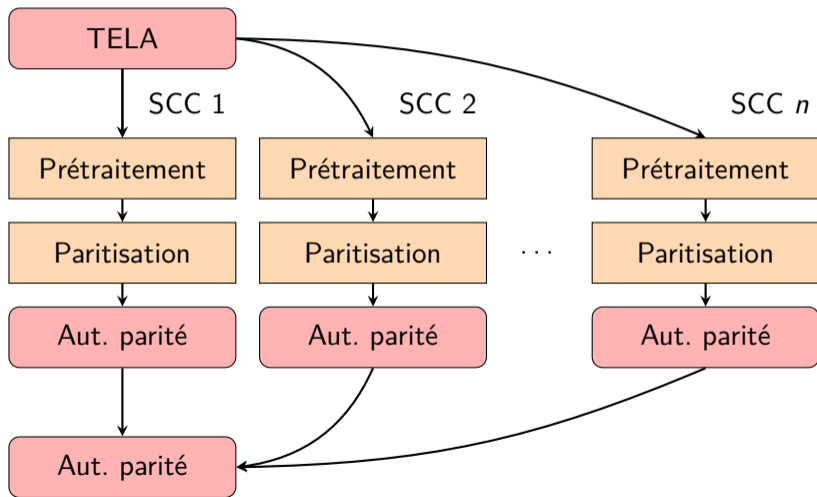 TELA
SCC 1
SCC 2
SCC n
Prétraitement
Prétraitement
Prétraitement
Paritisation
Paritisation
. . .
Paritisation
Aut. parité
Aut. parité
Aut. parité
Aut. parité